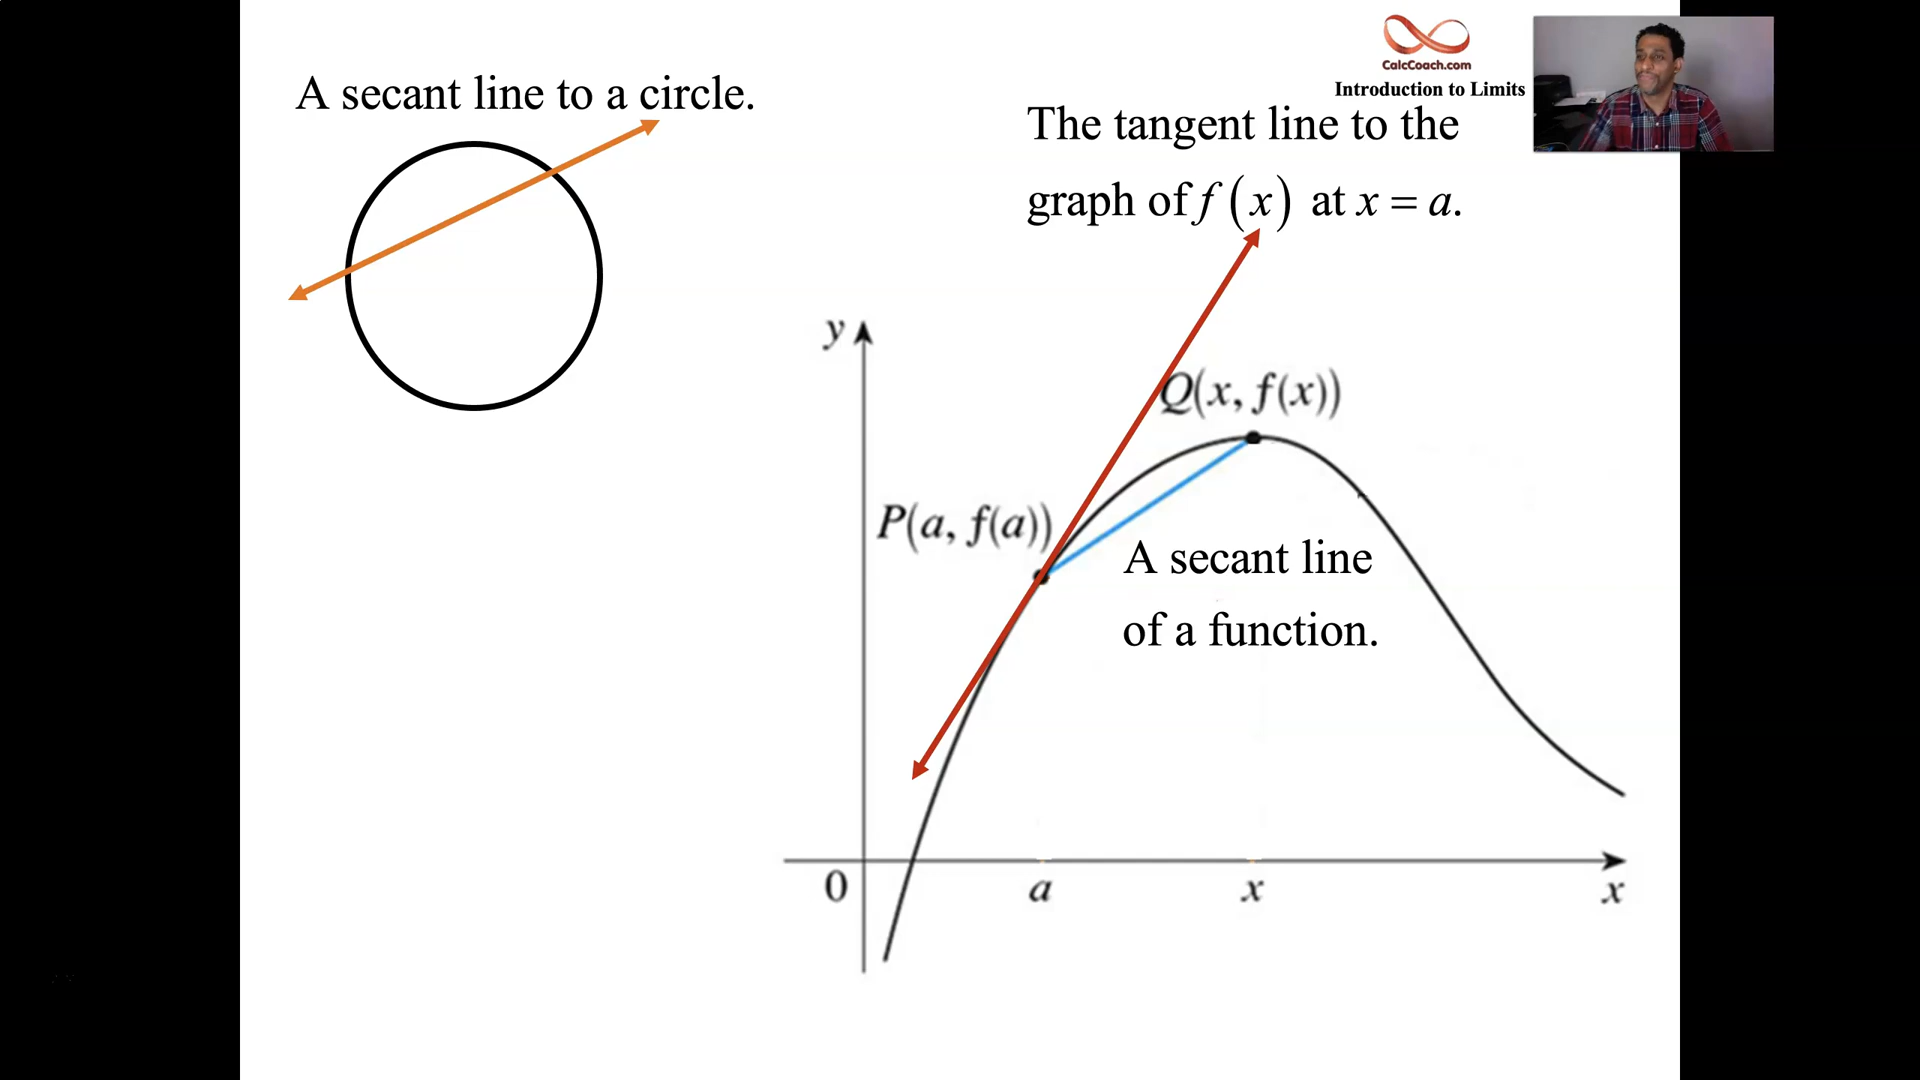 A secant line to a circle.
CalcCoach.com
Introduction to Limits
The tangent line to the
graph of f (x) at x = a.
y
Q(x, f(x))
P(a, f(a))
A secant line
of a function.
0
a
x
x